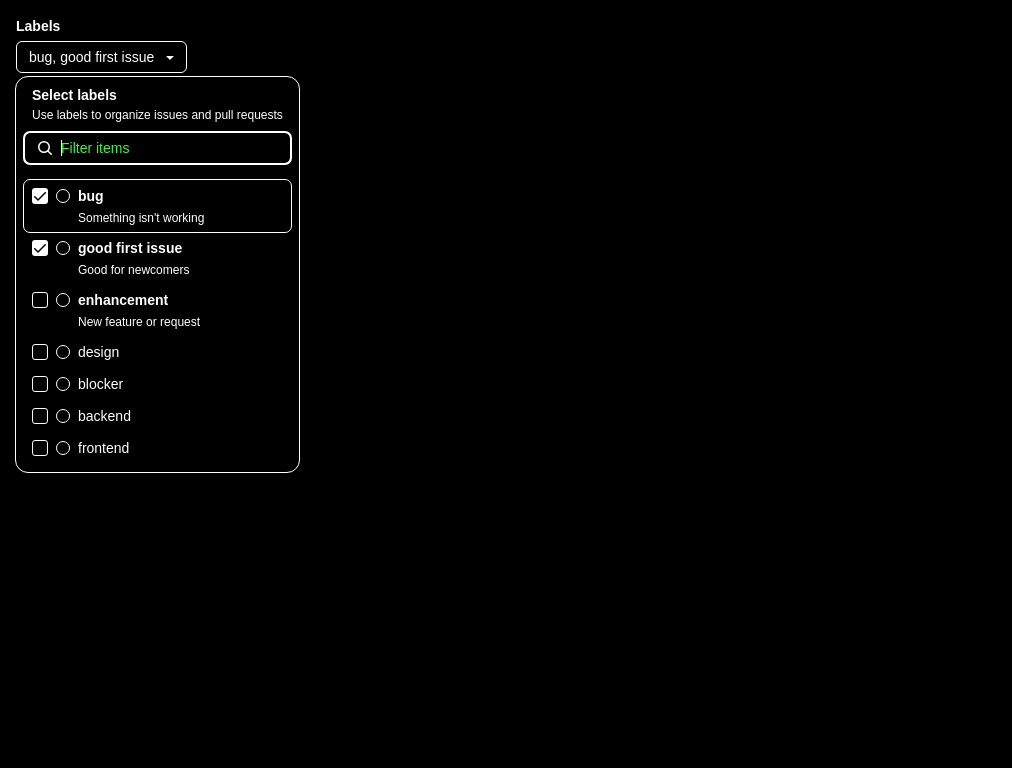 Labels
bug, good first issue
Select labels
Use labels to organize issues and pull requests
Filter items
bug
Something isn't working
good first issue
Good for newcomers
enhancement
New feature or request
design
blocker
backend
frontend